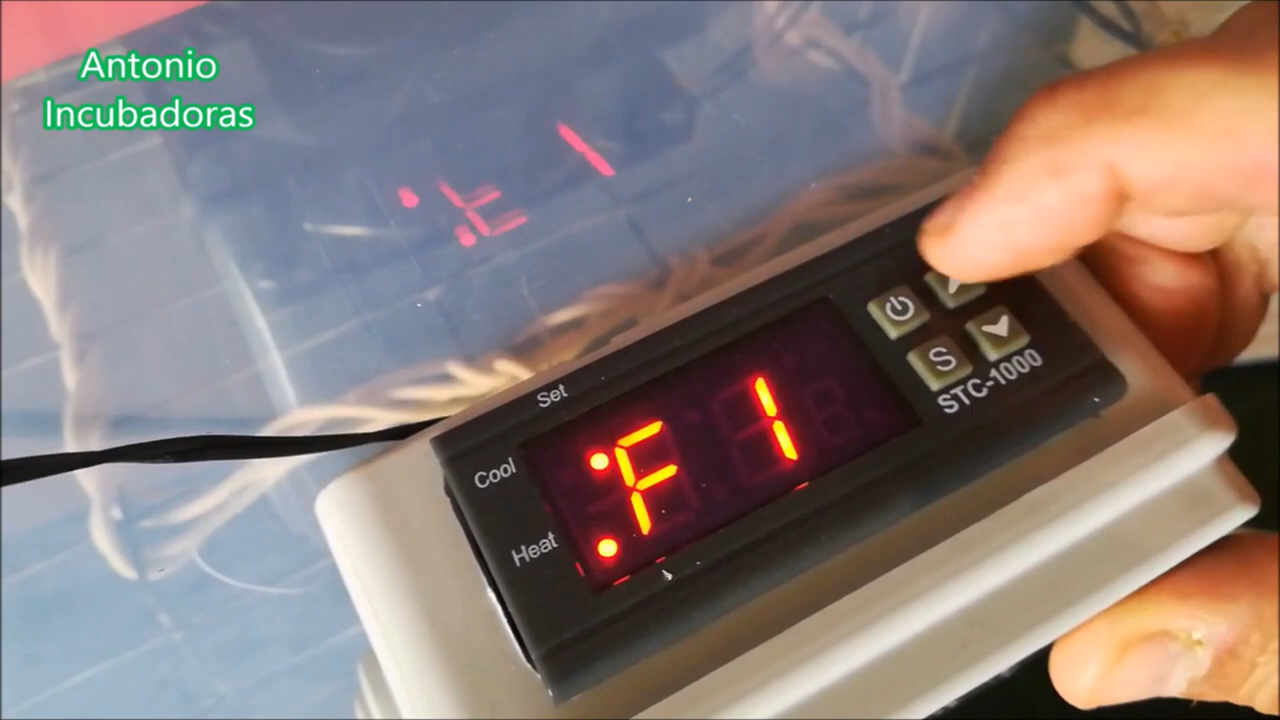 Antonio
Incubadoras
Set
Cool
Heat
F1
S
STC-1000